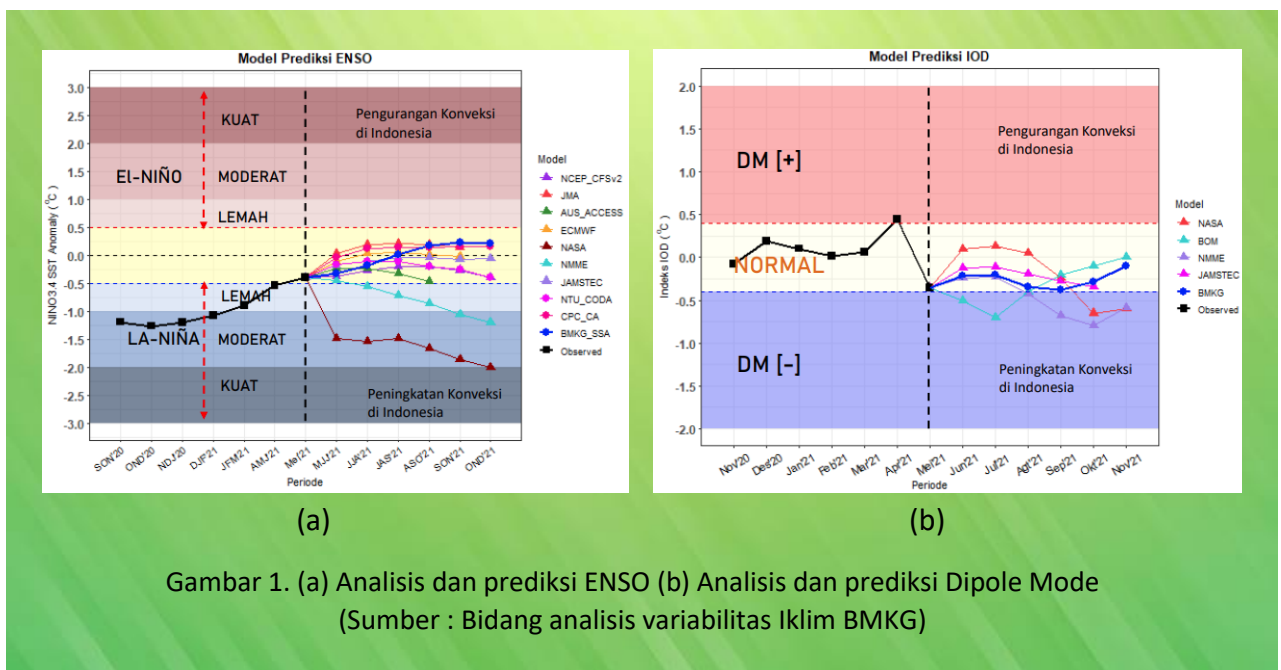 Model Prediksi ENSO
NINO3.4 SST Anomaly (°C)
3.0
2.5
2.0
1.5
1.0
0.5
0.0
-0.5
-1.0
-1.5
-2.0
-2.5
-3.0
KUAT
Pengurangan Konveksi
di Indonesia
El-NIÑO
MODERAT
LEMAH
LEMAH
LA-NIÑA
MODERAT
KUAT
Peningkatan Konveksi
di Indonesia
SON'20
OND'20
NDJ'20
DJF'21
JFM'21
AMJ'21
Mei'21
MJJ'21
JJA'21
JAS'21
ASO'21
SON'21
OND'21
Periode
Model
NCEP_CFSv2
JMA
AUS_ACCESS
ECMWF
NASA
NMME
JAMSTEC
NTU_CODA
CPC_CA
BMKG_SSA
Observed
(a)
Model Prediksi IOD
Indeks IOD (°C)
2.0
1.5
1.0
0.5
0.0
-0.5
-1.0
-1.5
-2.0
Pengurangan Konveksi
di Indonesia
DM [+]
NORMAL
DM [-]
Peningkatan Konveksi
di Indonesia
Nov'20
Des'20
Jan'21
Feb'21
Mar'21
Apr'21
Mei'21
Jun'21
Jul'21
Agt'21
Sep'21
Okt'21
Nov'21
Periode
Model
NASA
BOM
NMME
JAMSTEC
BMKG
Observed
(b)
Gambar 1. (a) Analisis dan prediksi ENSO (b) Analisis dan prediksi Dipole Mode
(Sumber : Bidang analisis variabilitas Iklim BMKG)